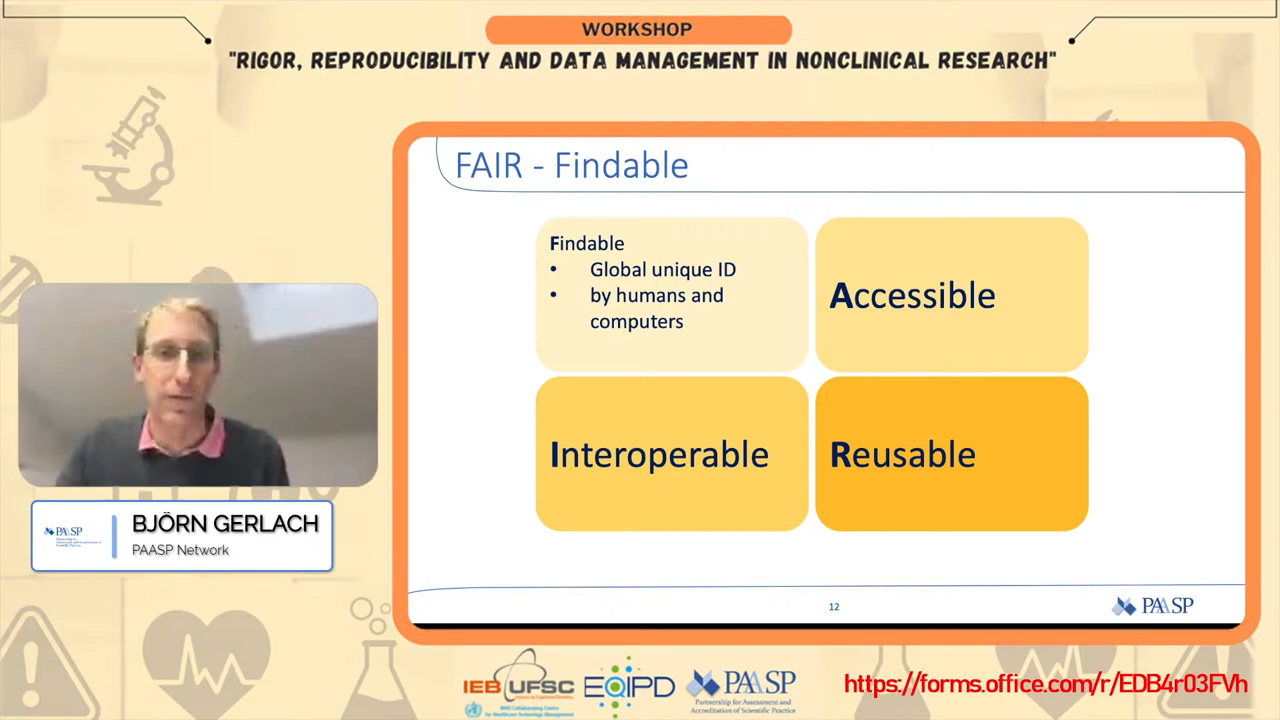 WORKSHOP
"RIGOR, REPRODUCIBILITY AND DATA MANAGEMENT IN NONCLINICAL RESEARCH"
FAIR - Findable
Findable
• Global unique ID
• by humans and
computers
Accessible
Interoperable
Reusable
12
PAASP
PAASP
BJÖRN GERLACH
PAASP Network
IEB UFSC
EQIPD
PAASP
Partnership for Assessment and
Accreditation of Scientific Practice
https://forms.office.com/r/EDB4r03FVh